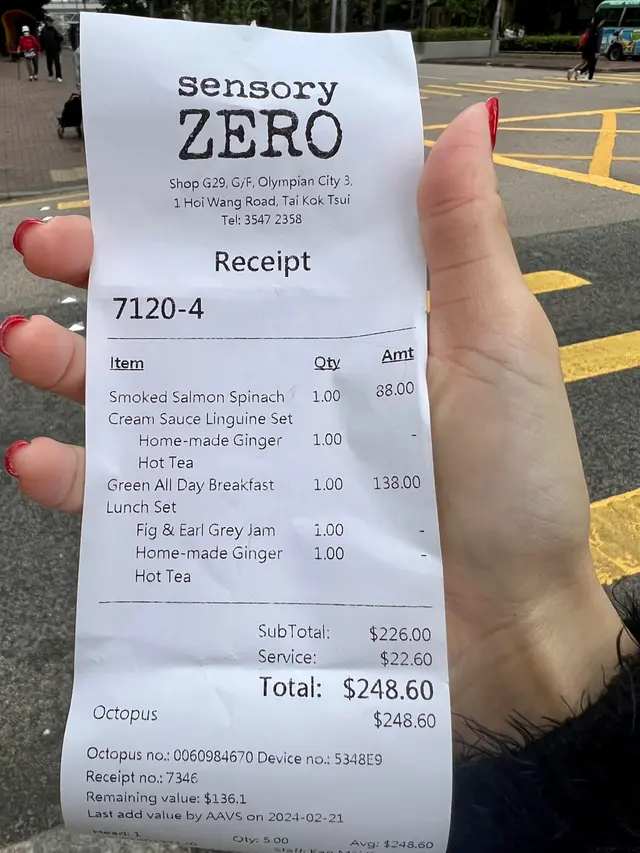 sensory
ZERO
Shop G29, G/F, Olympian City 3,
1 Hoi Wang Road, Tai Kok Tsui
Tel: 3547 2358
Receipt
7120-4
Item Qty Amt
Smoked Salmon Spinach 1.00 88.00
Cream Sauce Linguine Set
Home-made Ginger 1.00 -
Hot Tea
Green All Day Breakfast 1.00 138.00
Lunch Set
Fig & Earl Grey Jam 1.00 -
Home-made Ginger 1.00 -
Hot Tea
SubTotal: $226.00
Service: $22.60
Total: $248.60
Octopus $248.60
Octopus no.: 0060984670 Device no.: 5348E9
Receipt no.: 7346
Remaining value: $136.1
Last add value by AAVS on 2024-02-21
Head: 1 Qty: 5.00 Avg: $248.60
Staff: